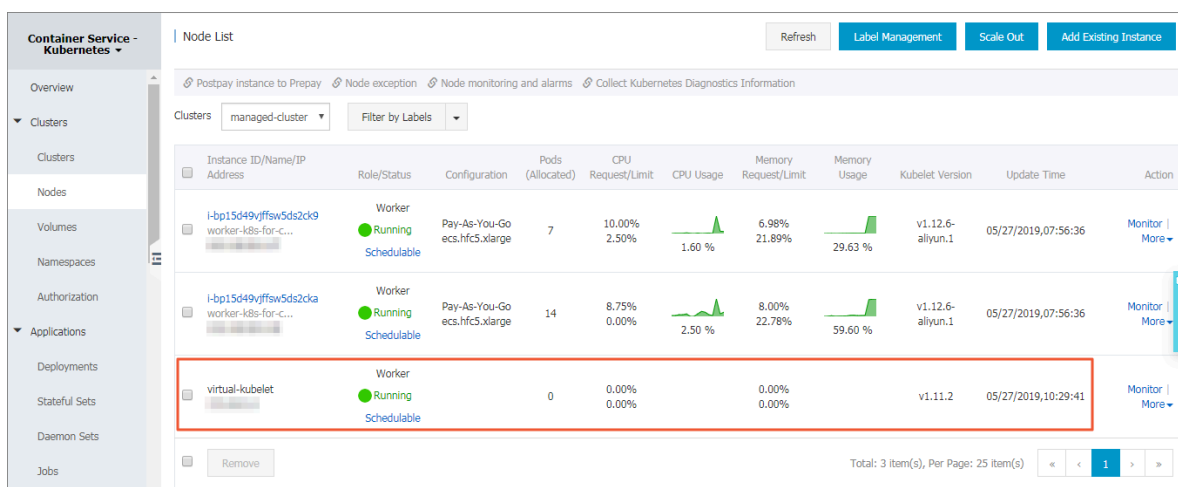 Container Service -
Kubernetes
Node List
Refresh
Label Management
Scale Out
Add Existing Instance
Overview
Clusters
Clusters
Nodes
Volumes
Namespaces
Authorization
Applications
Deployments
Stateful Sets
Daemon Sets
Jobs
Postpay instance to Prepay Node exception Node monitoring and alarms Collect Kubernetes Diagnostics Information
Clusters managed-cluster Filter by Labels
Instance ID/Name/IP
Address
Role/Status
Configuration
Pods
(Allocated)
CPU
Request/Limit
CPU Usage
Memory
Request/Limit
Memory
Usage
Kubelet Version
Update Time
Action
i-bp15d49vjffsw5ds2ck9
worker-k8s-for-c...
Worker
Running
Schedulable
Pay-As-You-Go
ecs.hfc5.xlarge
7
10.00%
2.50%
1.60 %
6.98%
21.89%
29.63 %
v1.12.6-
aliyun.1
05/27/2019,07:56:36
Monitor |
More
i-bp15d49vjffsw5ds2cka
worker-k8s-for-c...
Worker
Running
Schedulable
Pay-As-You-Go
ecs.hfc5.xlarge
14
8.75%
0.00%
2.50 %
8.00%
22.78%
59.60 %
v1.12.6-
aliyun.1
05/27/2019,07:56:36
Monitor |
More
virtual-kubelet
Worker
Running
Schedulable
0
0.00%
0.00%
0.00%
0.00%
v1.11.2
05/27/2019,10:29:41
Monitor |
More
Remove
Total: 3 item(s), Per Page: 25 item(s) « ‹ 1 › »